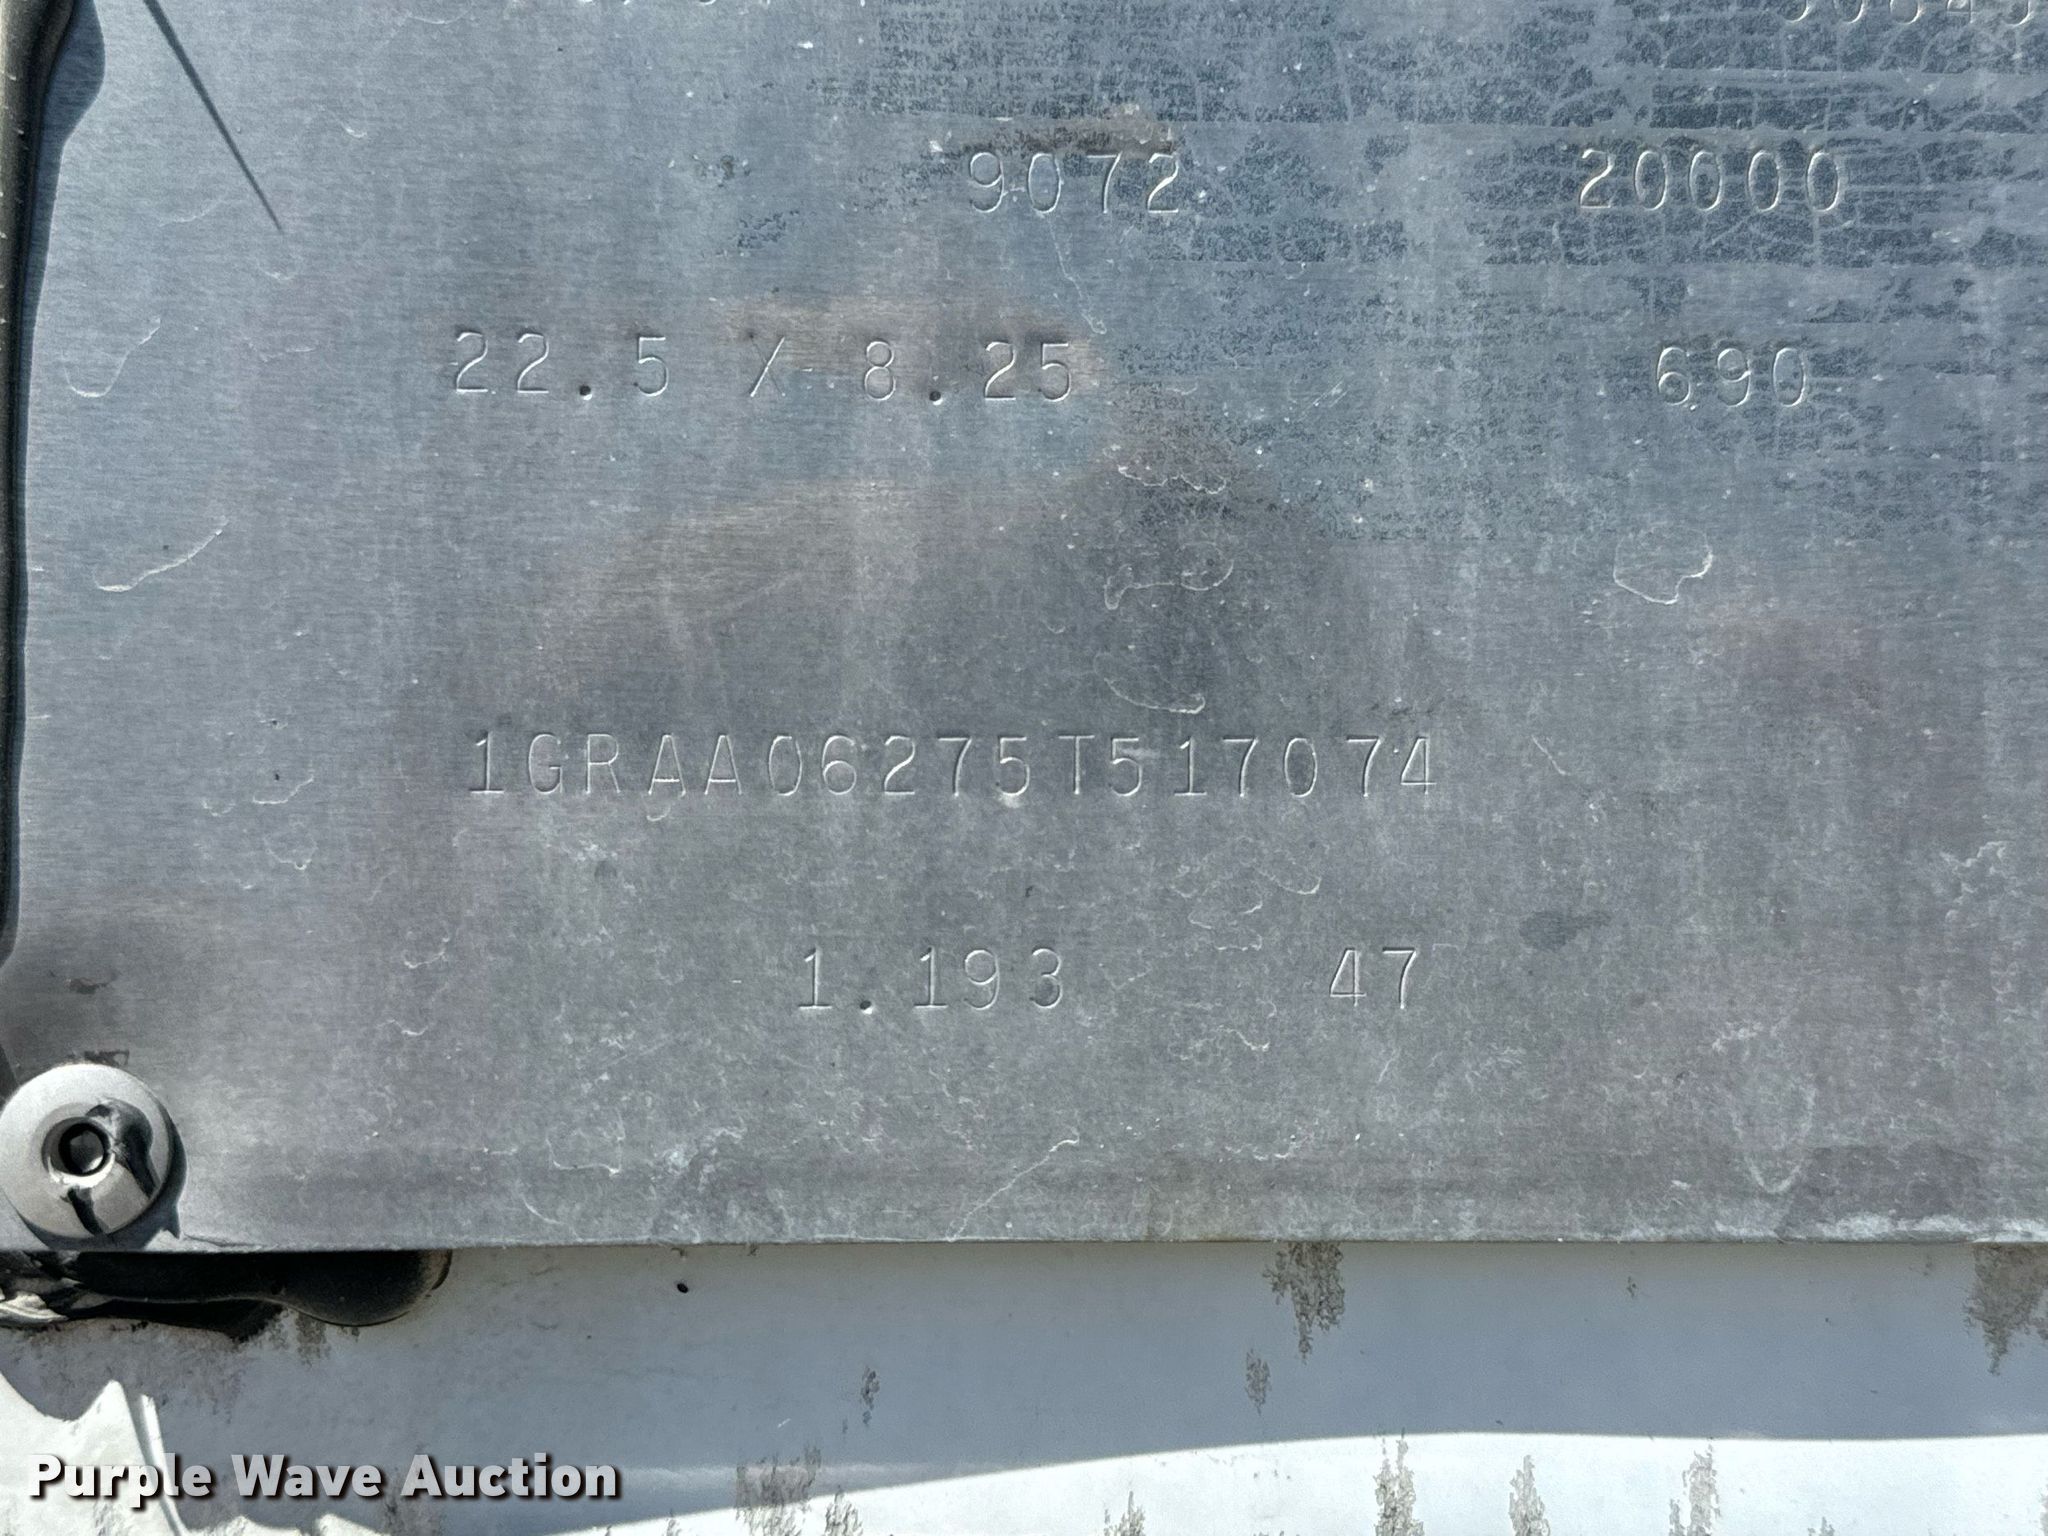 9072 20000
22.5 X 8.25 690
1GRAA06275T517074
1.193 47
Purple Wave Auction